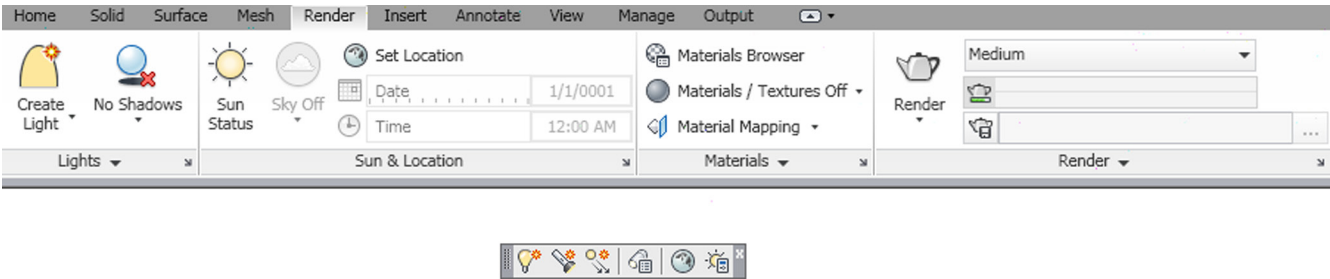 Home Solid Surface Mesh Render Insert Annotate View Manage Output
Set Location
Materials Browser
Medium
Date 1/1/0001
Materials / Textures Off
Create Light
No Shadows
Sun Status
Sky Off
Render
Time 12:00 AM
Material Mapping
...
Lights
Sun & Location
Materials
Render